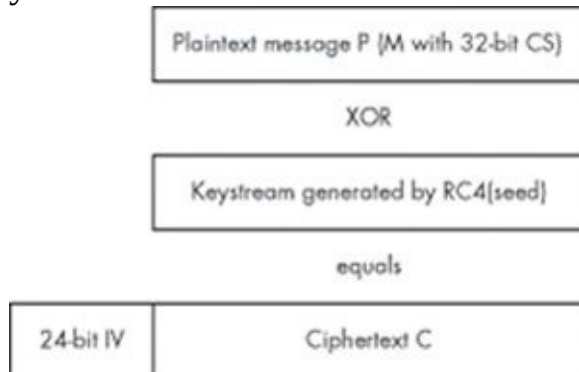 Plaintext message P (M with 32-bit CS)
XOR
Keystream generated by RC4(seed)
equals
24-bit IV Ciphertext C